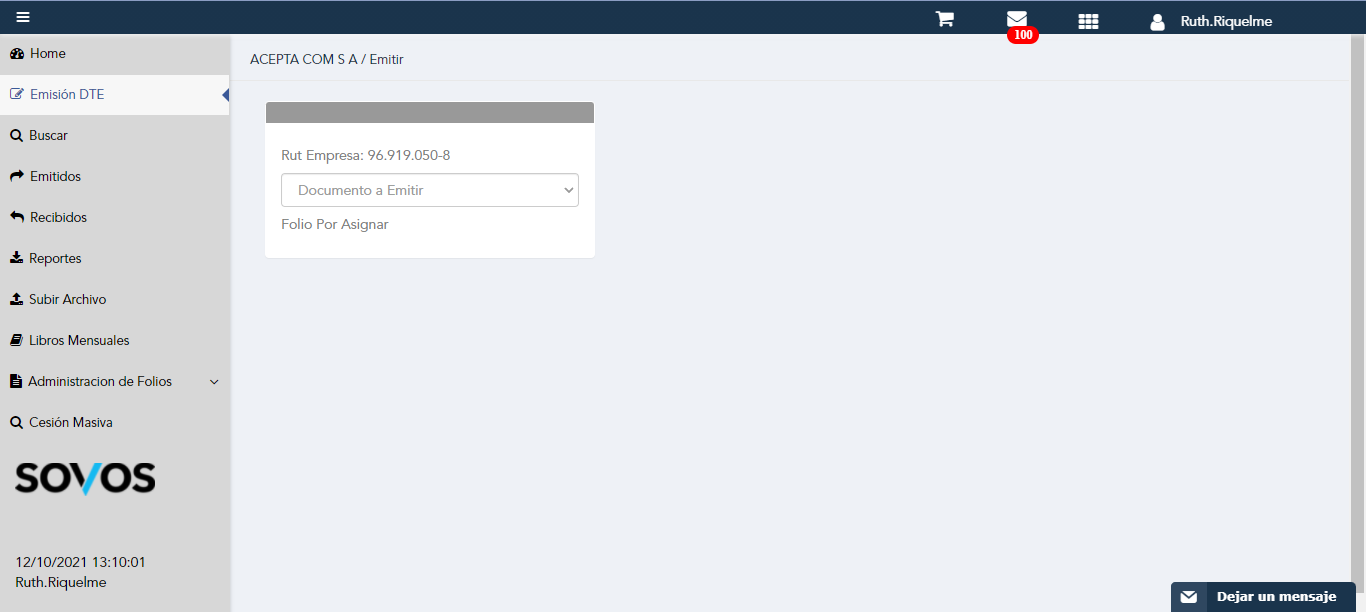 Ruth.Riquelme
100
Home
Emisión DTE
Buscar
Emitidos
Recibidos
Reportes
Subir Archivo
Libros Mensuales
Administracion de Folios
Cesión Masiva
SOVOS
12/10/2021 13:10:01
Ruth.Riquelme
ACEPTA COM S A / Emitir
Rut Empresa: 96.919.050-8
Documento a Emitir
Folio Por Asignar
Dejar un mensaje